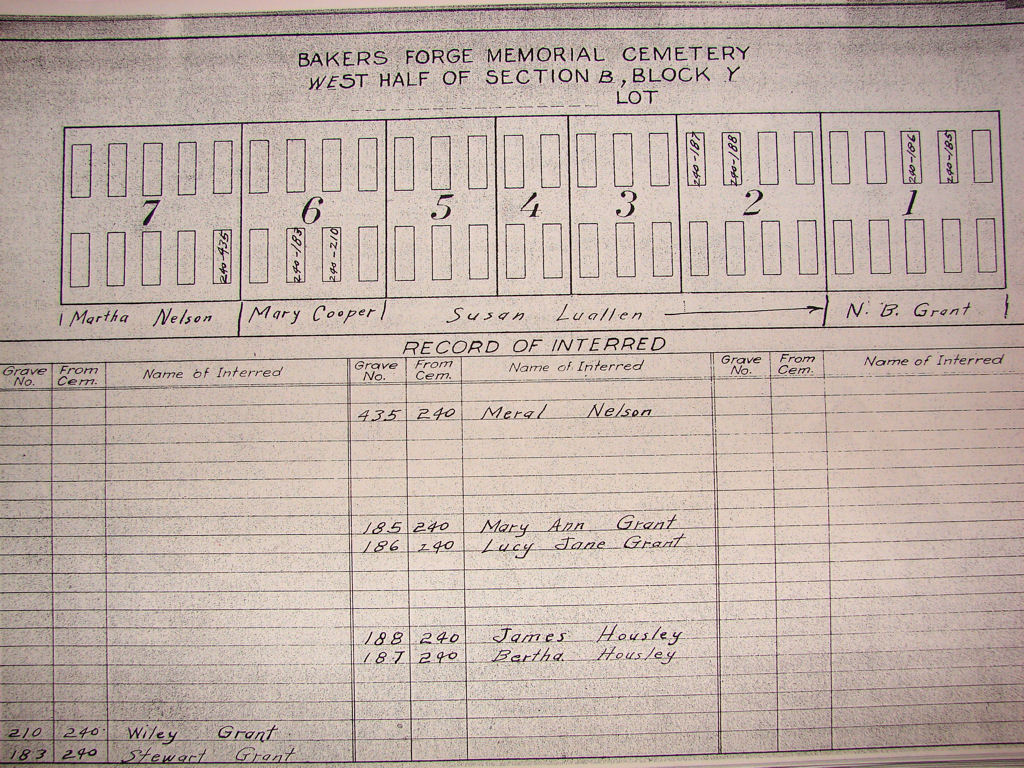 BAKERS FORGE MEMORIAL CEMETERY
WEST HALF OF SECTION B, BLOCK Y
LOT
240-187 240-188 240-186 240-185
7 6 5 4 3 2 1
240-435 240-183 240-210
Martha Nelson Mary Cooper Susan Luallen N. B. Grant
RECORD OF INTERRED
Grave No. From Cem. Name of Interred Grave No. From Cem. Name of Interred Grave No. From Cem. Name of Interred
435 240 Meral Nelson
185 240 Mary Ann Grant
186 240 Lucy Jane Grant
188 240 James Housley
187 240 Bertha Housley
210 240 Wiley Grant
183 240 Stewart Grant